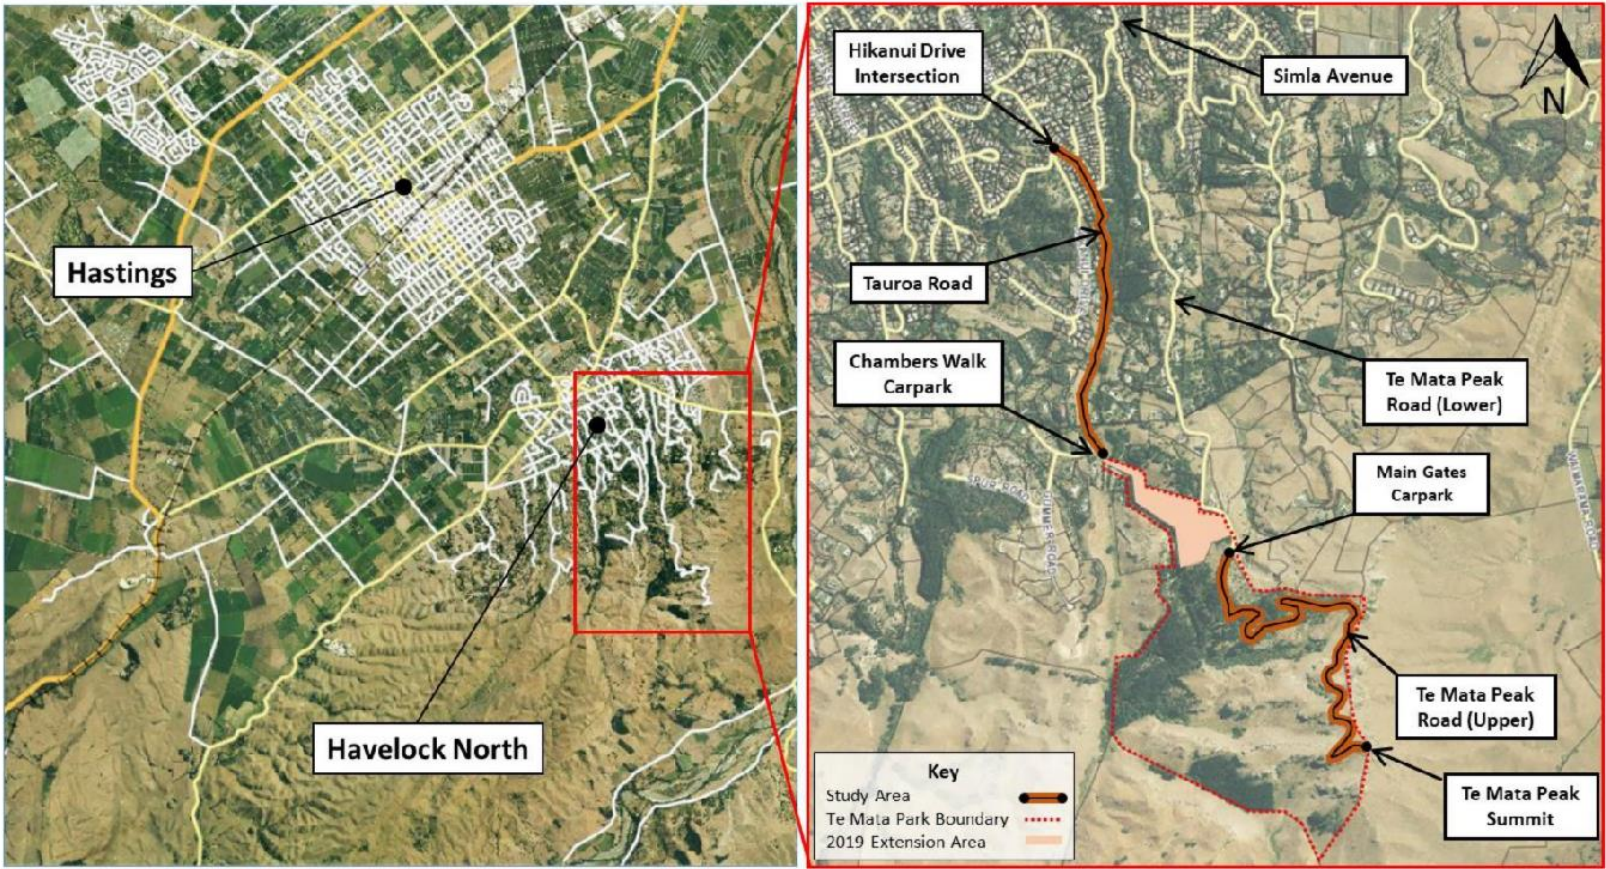 Hastings
Havelock North
Hikanui Drive
Intersection
Simla Avenue
N
Tauroa Road
Chambers Walk
Carpark
Te Mata Peak
Road (Lower)
Main Gates
Carpark
Te Mata Peak
Road (Upper)
Te Mata Peak
Summit
Key
Study Area
Te Mata Park Boundary
2019 Extension Area